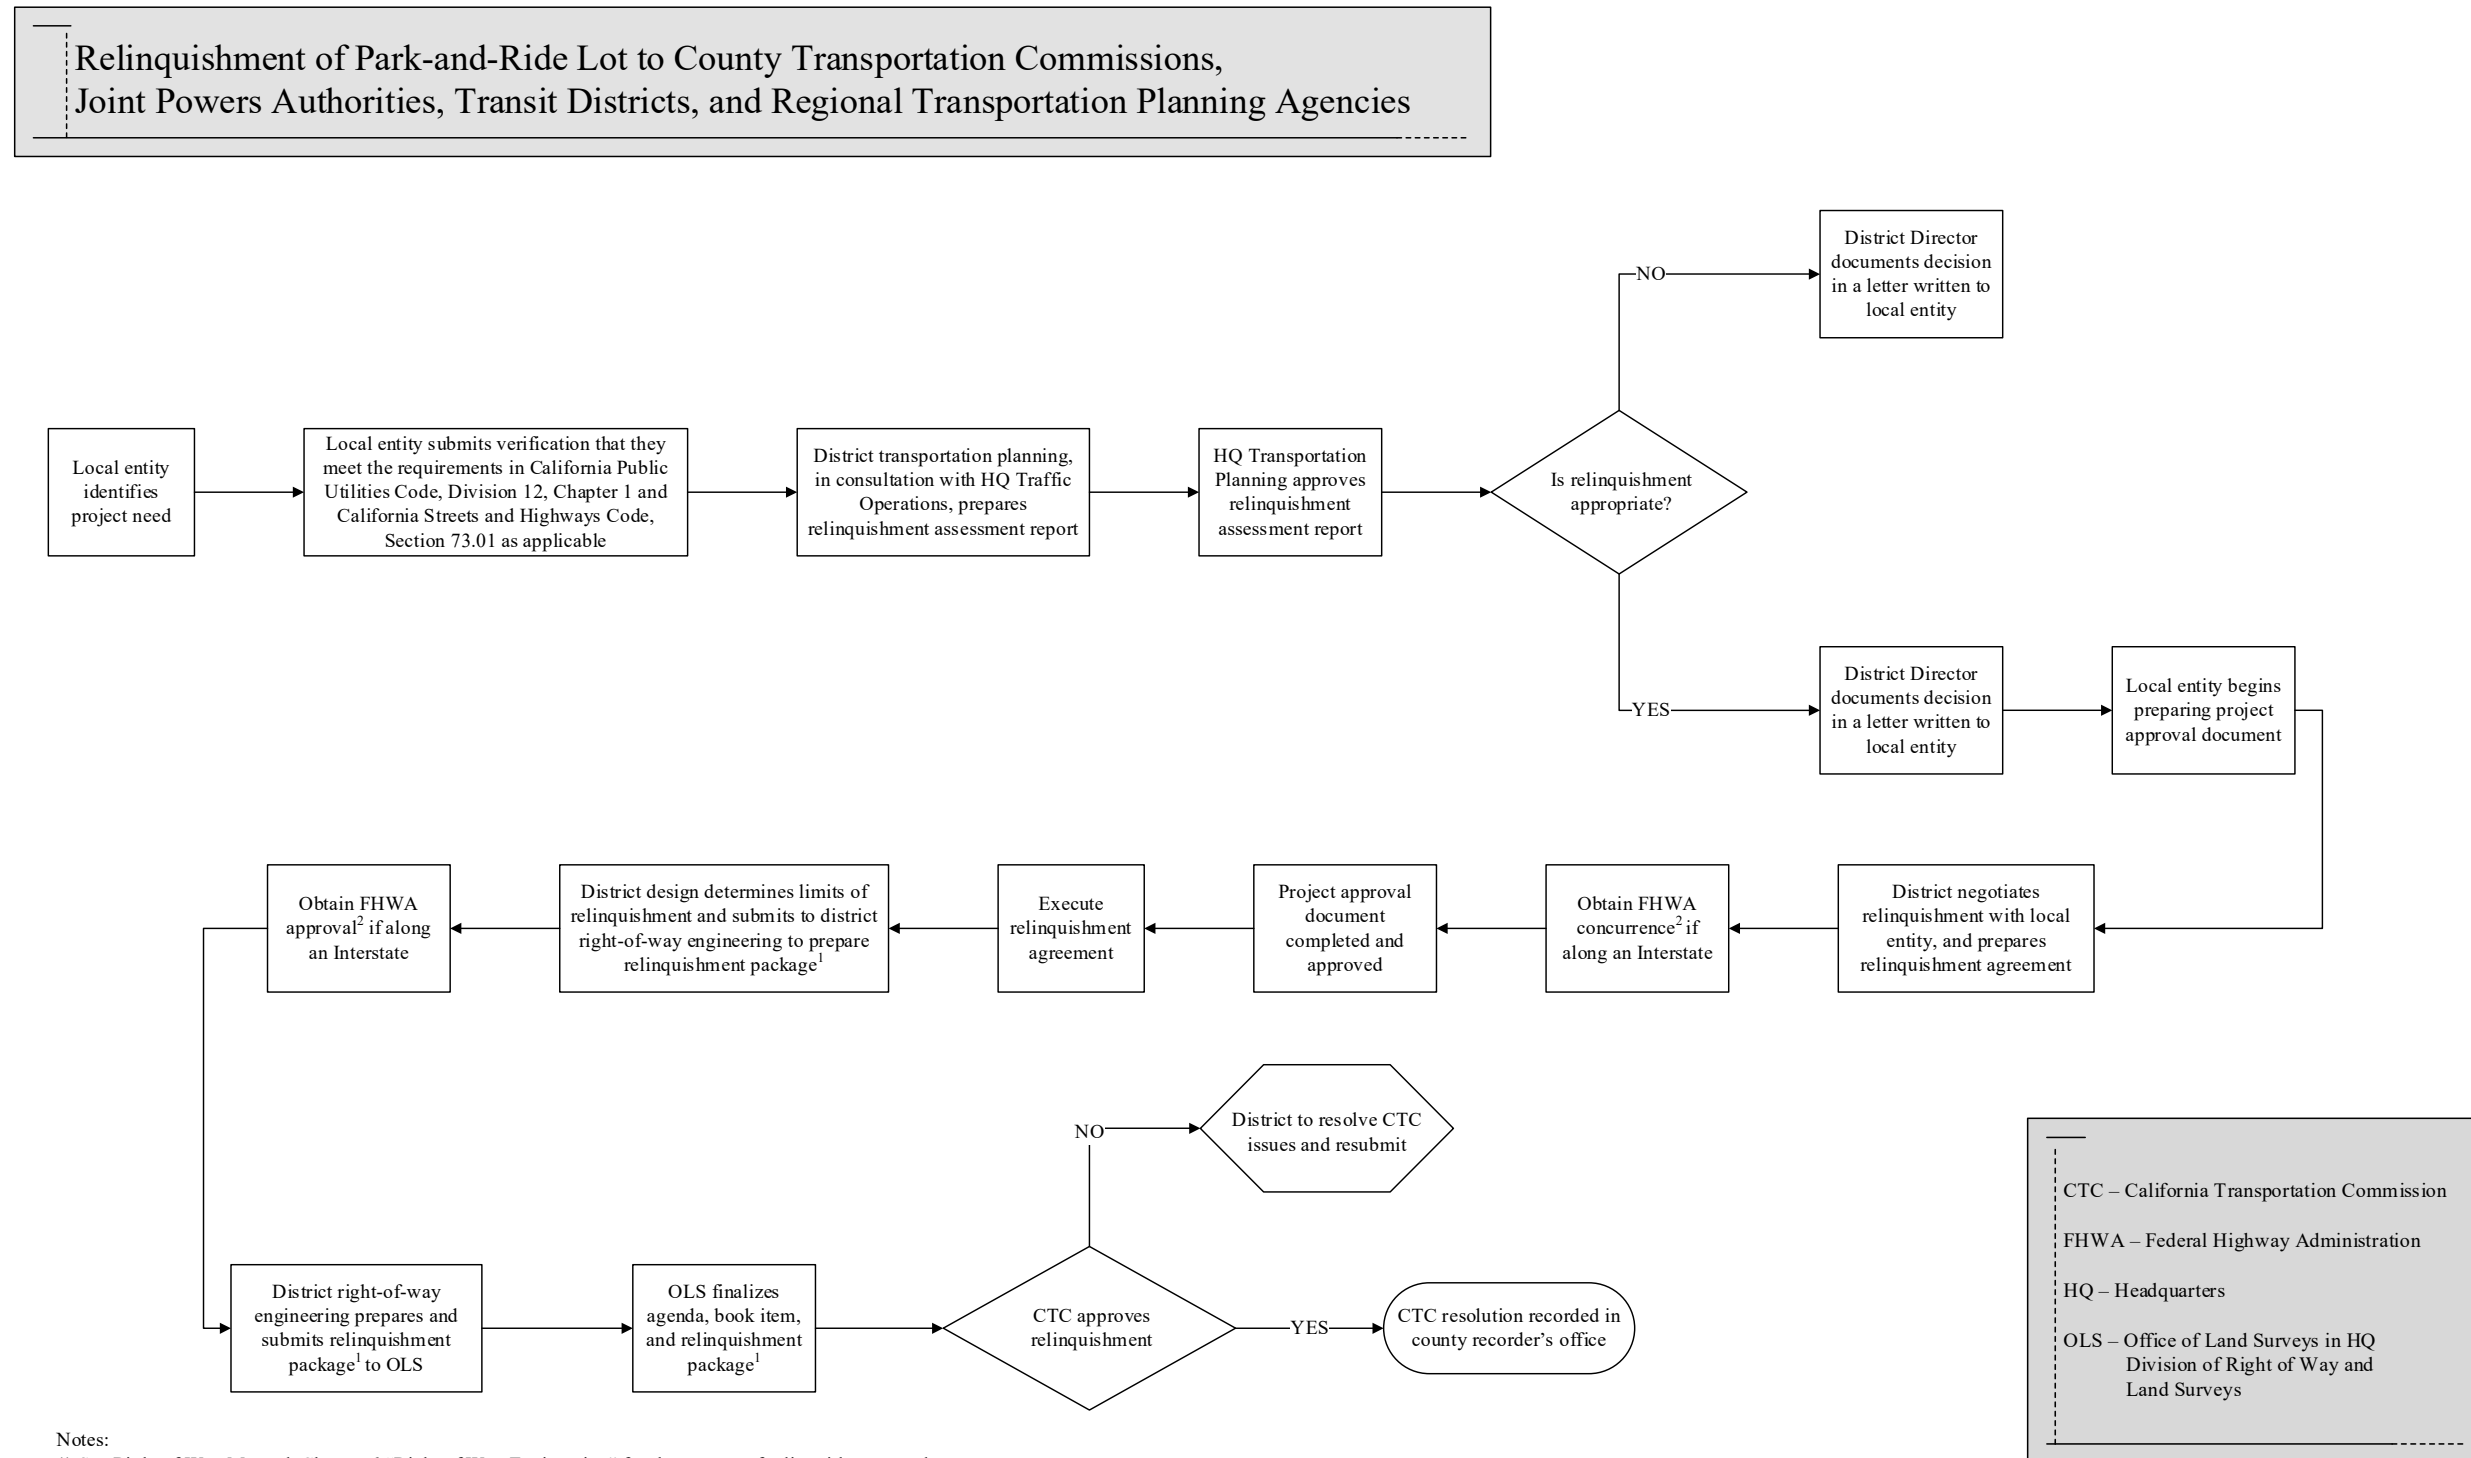 Relinquishment of Park-and-Ride Lot to County Transportation Commissions,
Joint Powers Authorities, Transit Districts, and Regional Transportation Planning Agencies
District Director
documents decision
in a letter written to
local entity
NO
Local entity
identifies
project need
Local entity submits verification that they
meet the requirements in California Public
Utilities Code, Division 12, Chapter 1 and
California Streets and Highways Code,
Section 73.01 as applicable
District transportation planning,
in consultation with HQ Traffic
Operations, prepares
relinquishment assessment report
HQ Transportation
Planning approves
relinquishment
assessment report
Is relinquishment
appropriate?
YES
District Director
documents decision
in a letter written to
local entity
Local entity begins
preparing project
approval document
District negotiates
relinquishment with local
entity, and prepares
relinquishment agreement
Obtain FHWA
concurrence² if
along an Interstate
Project approval
document
completed and
approved
Execute
relinquishment
agreement
District design determines limits of
relinquishment and submits to district
right-of-way engineering to prepare
relinquishment package¹
Obtain FHWA
approval² if along
an Interstate
District right-of-way
engineering prepares and
submits relinquishment
package¹ to OLS
OLS finalizes
agenda, book item,
and relinquishment
package¹
CTC approves
relinquishment
NO
District to resolve CTC
issues and resubmit
YES
CTC resolution recorded in
county recorder’s office
CTC – California Transportation Commission
FHWA – Federal Highway Administration
HQ – Headquarters
OLS – Office of Land Surveys in HQ
Division of Right of Way and
Land Surveys
Notes: